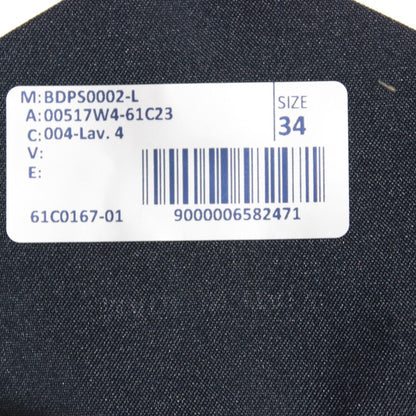 M:BDPS0002-L
A:00517W4-61C23
C:004-Lav. 4
V:
E:
SIZE
34
61C0167-01
9000006582471